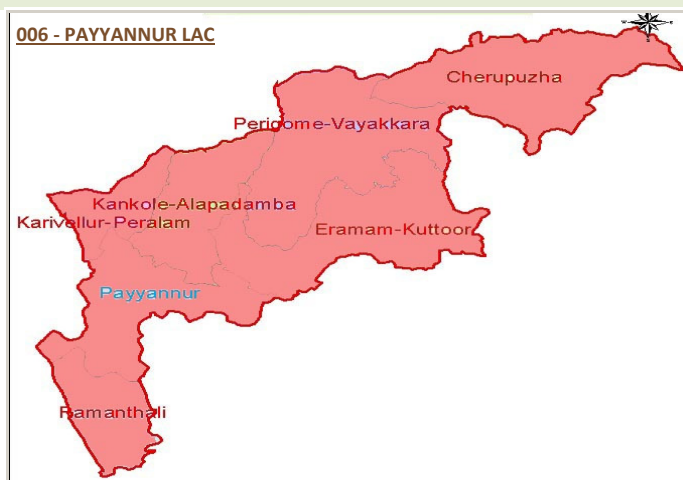 006 - PAYYANNUR LAC
Cherupuzha
Peringome-Vayakkara
Kankole-Alapadamba
Karivellur-Peralam
Eramam-Kuttoor
Payyannur
Ramanthali